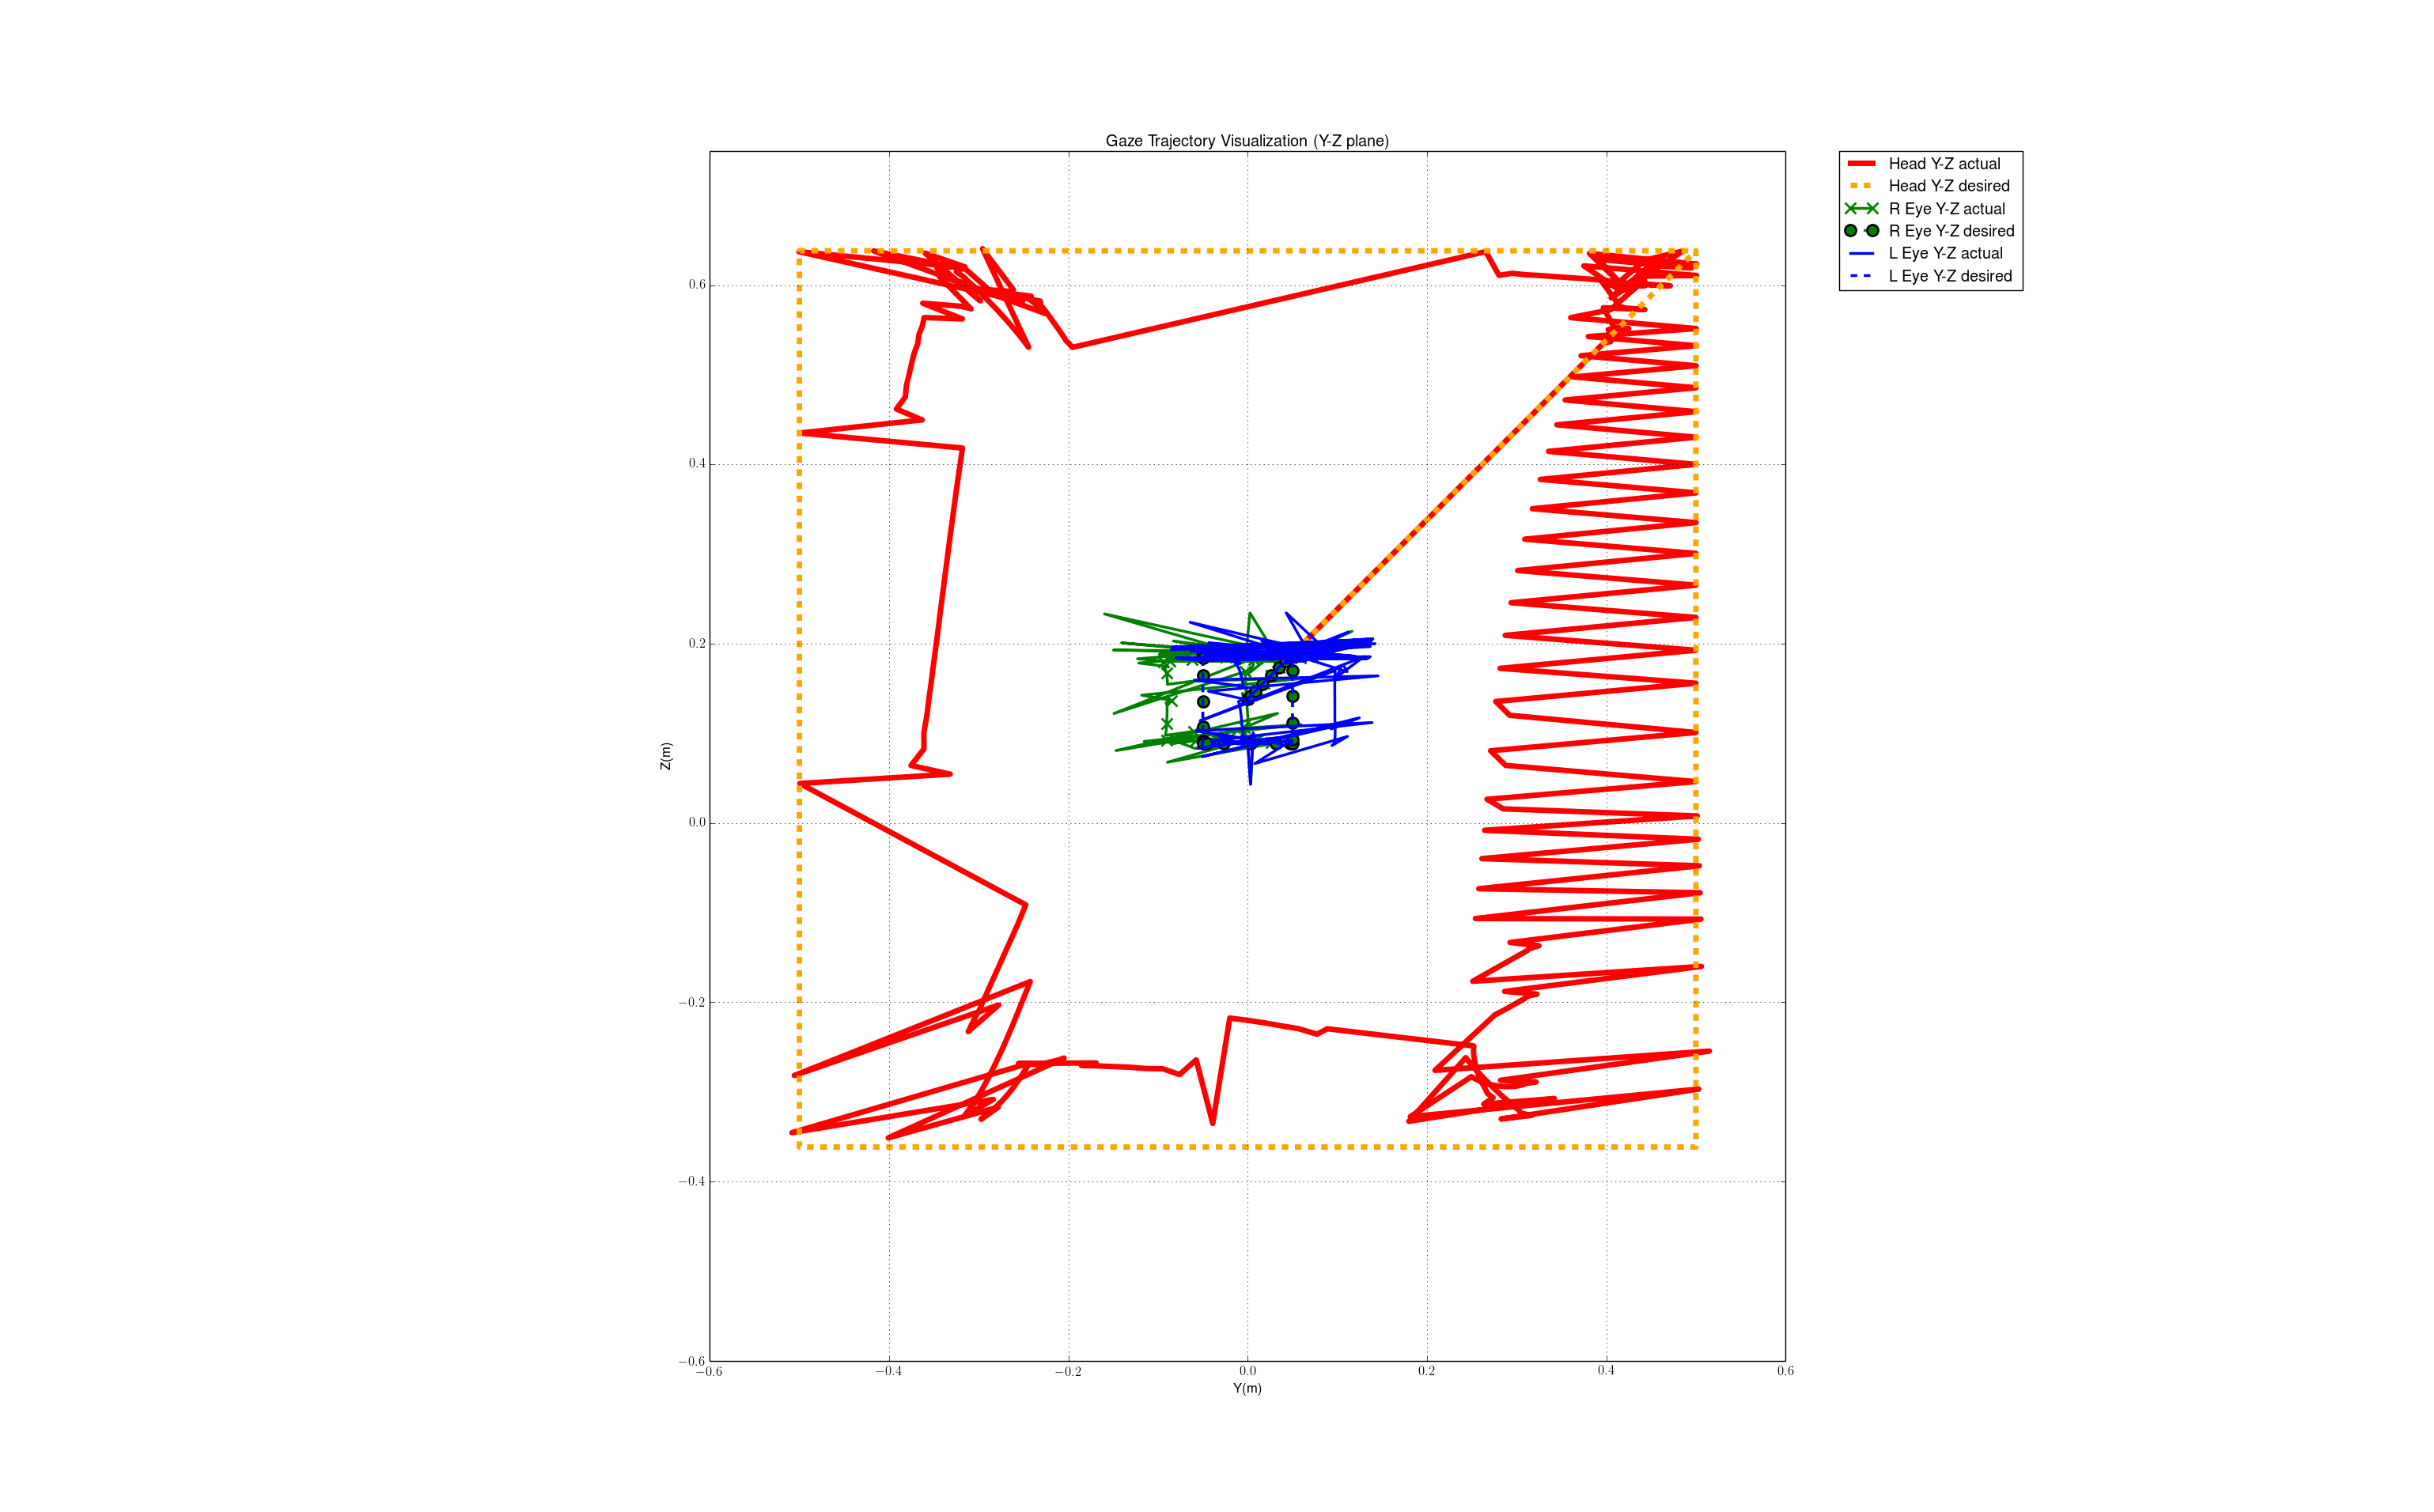 Gaze Trajectory Visualization (Y-Z plane)
Head Y-Z actual
Head Y-Z desired
R Eye Y-Z actual
R Eye Y-Z desired
L Eye Y-Z actual
L Eye Y-Z desired
0.6
0.4
0.2
0.0
−0.2
−0.4
−0.6
Z(m)
−0.6
−0.4
−0.2
0.0
0.2
0.4
0.6
Y(m)